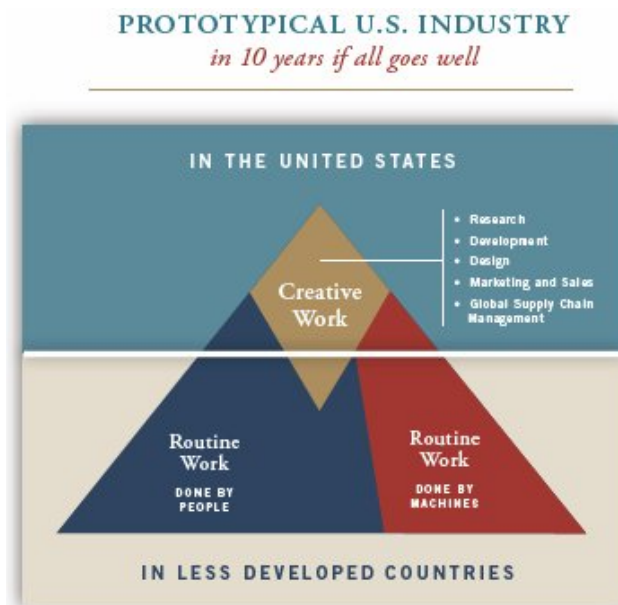 PROTOTYPICAL U.S. INDUSTRY
in 10 years if all goes well
IN THE UNITED STATES
• Research
• Development
• Design
• Marketing and Sales
• Global Supply Chain
Management
Creative
Work
Routine
Work
DONE BY
PEOPLE
Routine
Work
DONE BY
MACHINES
IN LESS DEVELOPED COUNTRIES